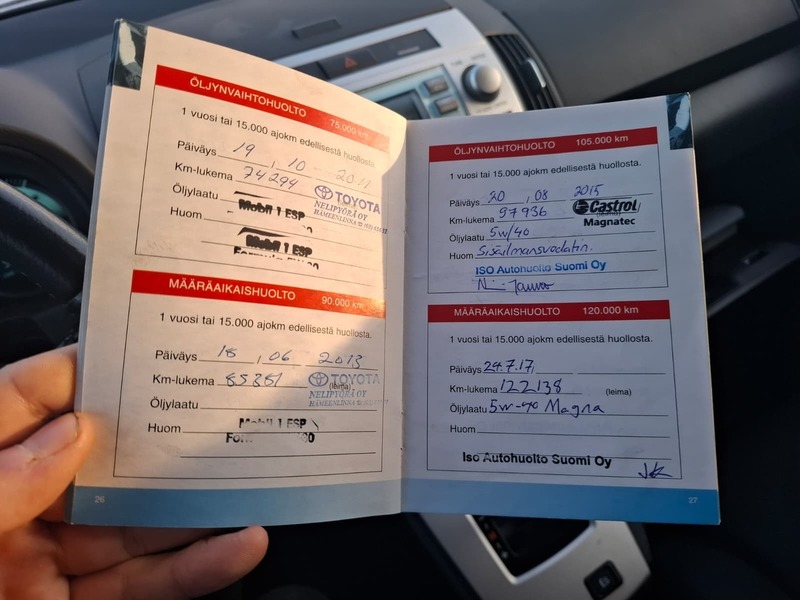 ÖLJYNVAIHTOHUOLTO 75.000 km
1 vuosi tai 15.000 ajokm edellisestä huollosta.
Päiväys 19 . 10 2011
Km-lukema 74294
TOYOTA
NELIPYÖRÄ OY
HÄMEENLINNA
Öljylaatu Mobil 1 ESP
Huom Mobil 1 ESP
MÄÄRÄAIKAISHUOLTO 90.000 km
1 vuosi tai 15.000 ajokm edellisestä huollosta.
Päiväys 18 . 06 2013
Km-lukema 85381 (leima)
TOYOTA
NELIPYÖRÄ OY
HÄMEENLINNA
Öljylaatu
Huom Mobil 1 ESP
26
ÖLJYNVAIHTOHUOLTO 105.000 km
1 vuosi tai 15.000 ajokm edellisestä huollosta.
Päiväys 20 . 08 2015
Km-lukema 97936 (leima)
Castrol
Magnatec
Öljylaatu 5w/40
Huom Sisäilmansuodatin.
ISO Autohuolto Suomi Oy
MÄÄRÄAIKAISHUOLTO 120.000 km
1 vuosi tai 15.000 ajokm edellisestä huollosta.
Päiväys 24.7.17
Km-lukema 122138 (leima)
Öljylaatu 5w-40 Magna
Huom
Iso Autohuolto Suomi Oy
27